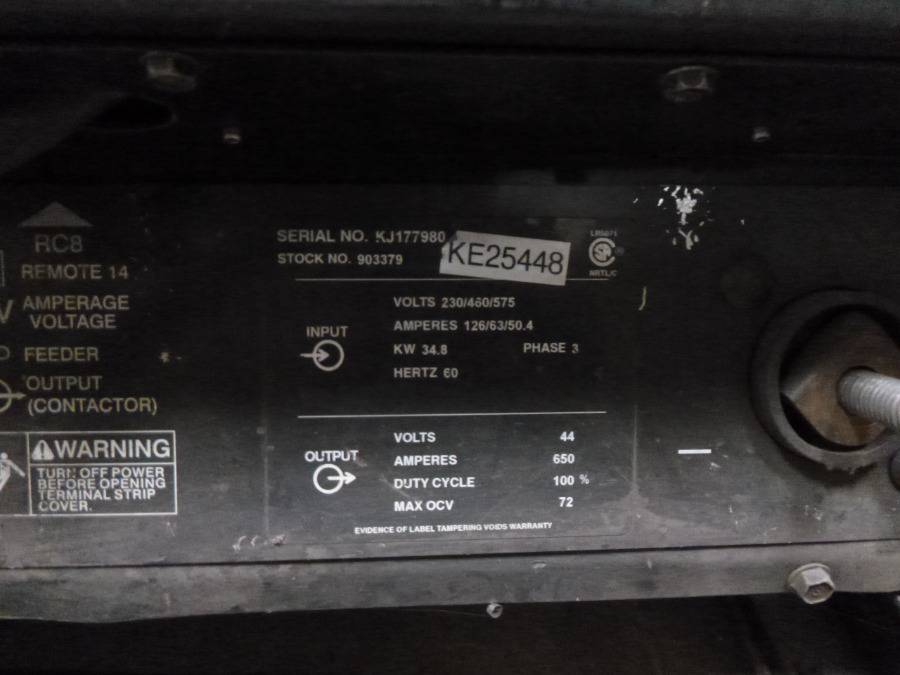 RC8
REMOTE 14
AMPERAGE
VOLTAGE
FEEDER
OUTPUT
(CONTACTOR)
WARNING
TURN OFF POWER
BEFORE OPENING
TERMINAL STRIP
COVER.
SERIAL NO. KJ177980
STOCK NO. 903379
KE25448
NRTL/C
INPUT
VOLTS 230/460/575
AMPERES 126/63/50.4
KW 34.8 PHASE 3
HERTZ 60
OUTPUT
VOLTS 44
AMPERES 650
DUTY CYCLE 100 %
MAX OCV 72
EVIDENCE OF LABEL TAMPERING VOIDS WARRANTY